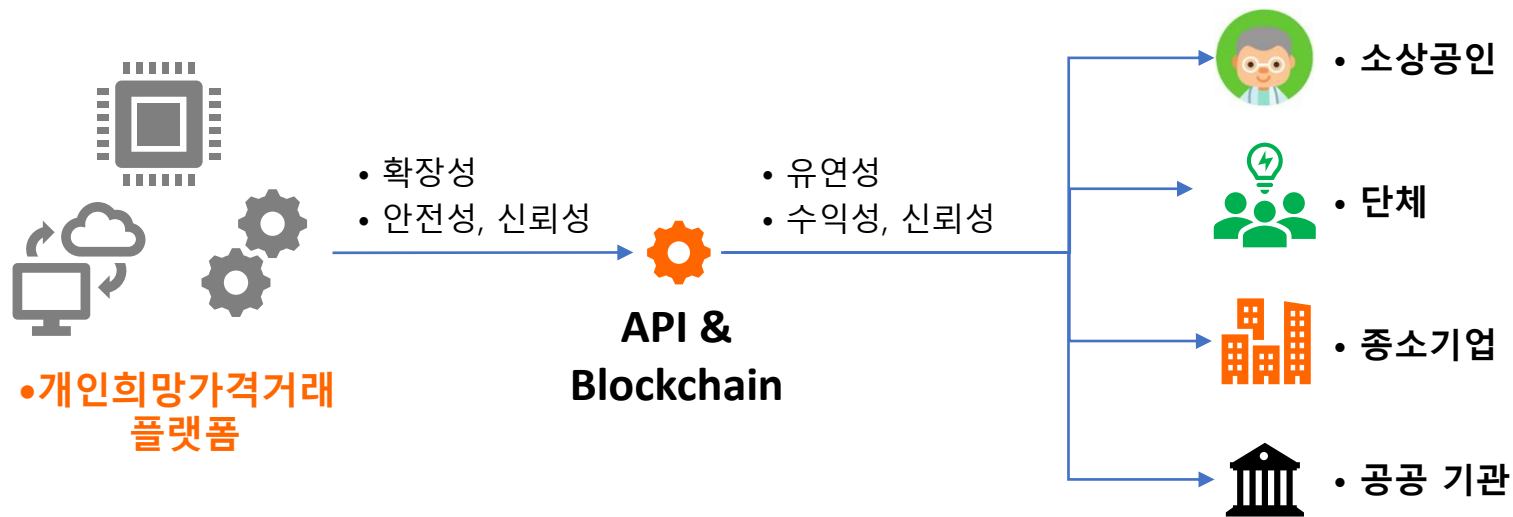 •개인희망가격거래
플랫폼
• 확장성
• 안전성, 신뢰성
API &
Blockchain
• 유연성
• 수익성, 신뢰성
• 소상공인
• 단체
• 종소기업
• 공공 기관